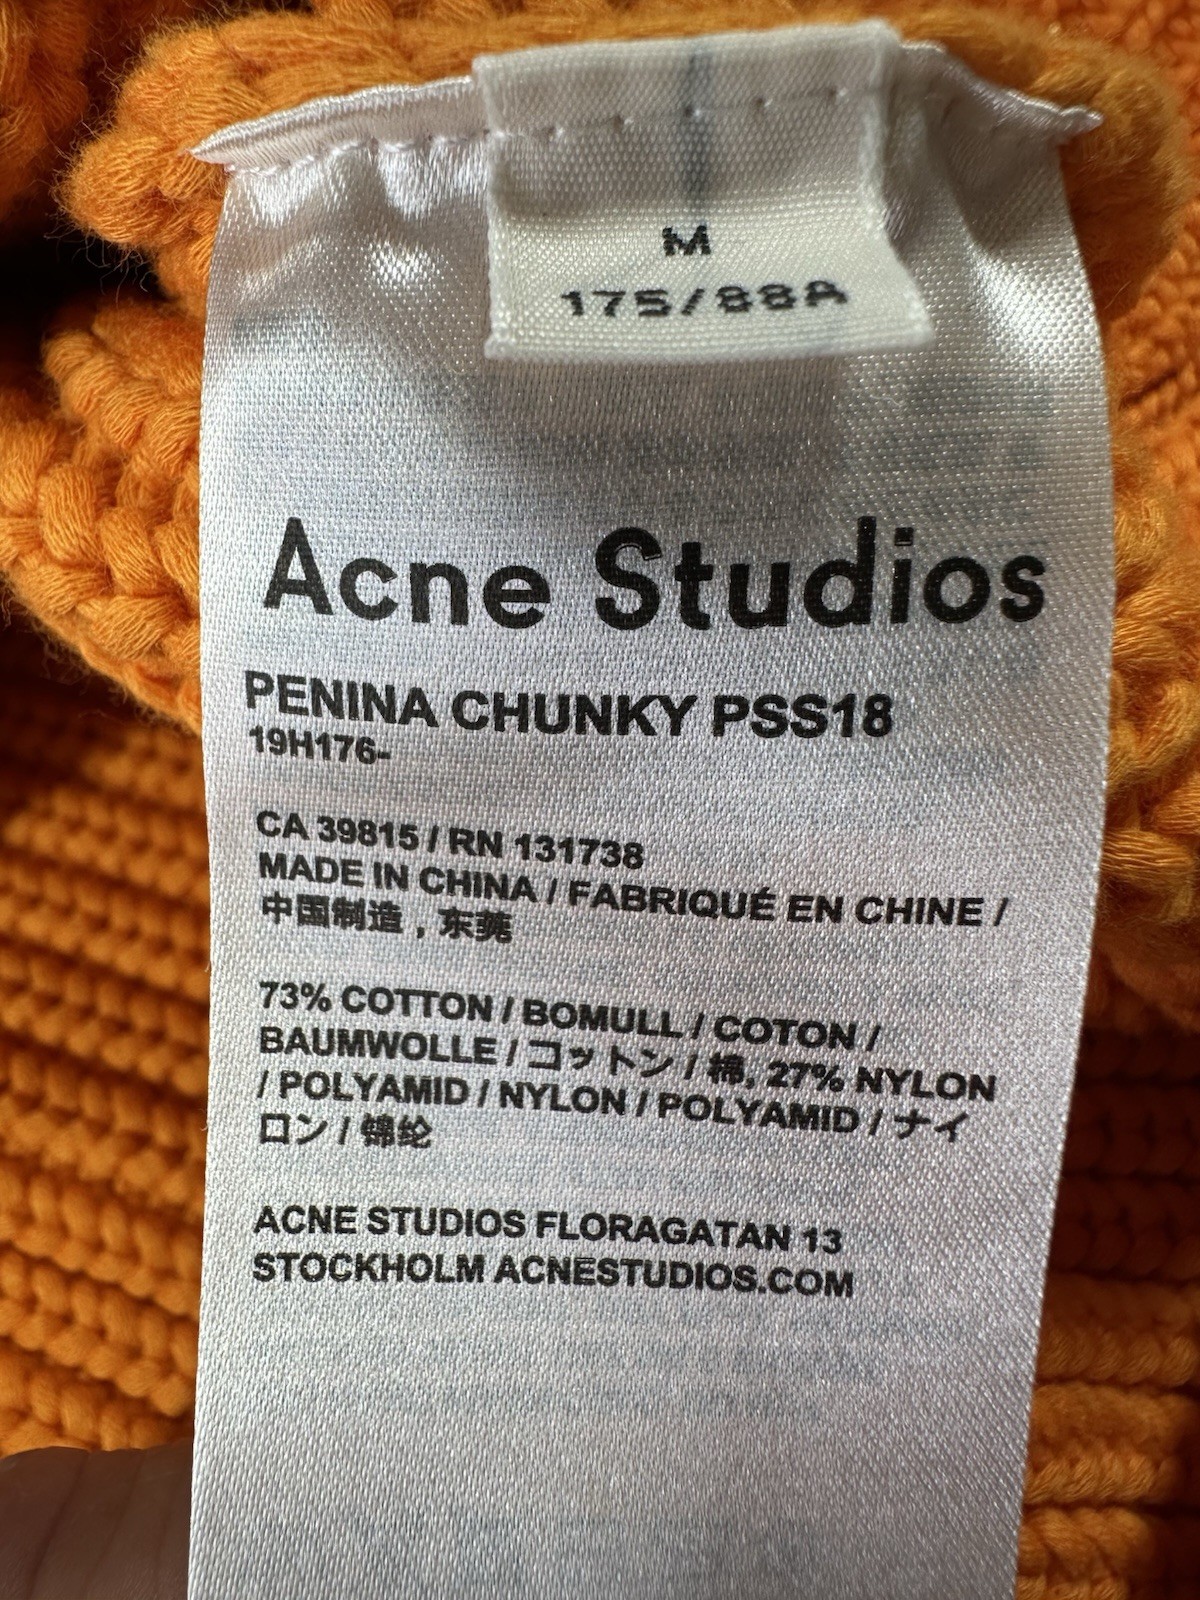 M
175/88A
Acne Studios
PENINA CHUNKY PSS18
19H176-
CA 39815 / RN 131738
MADE IN CHINA / FABRIQUÉ EN CHINE /
中国制造，东莞
73% COTTON / BOMULL / COTON /
BAUMWOLLE / コットン / 棉, 27% NYLON
/ POLYAMID / NYLON / POLYAMID / ナイ
ロン / 锦纶
ACNE STUDIOS FLORAGATAN 13
STOCKHOLM ACNESTUDIOS.COM